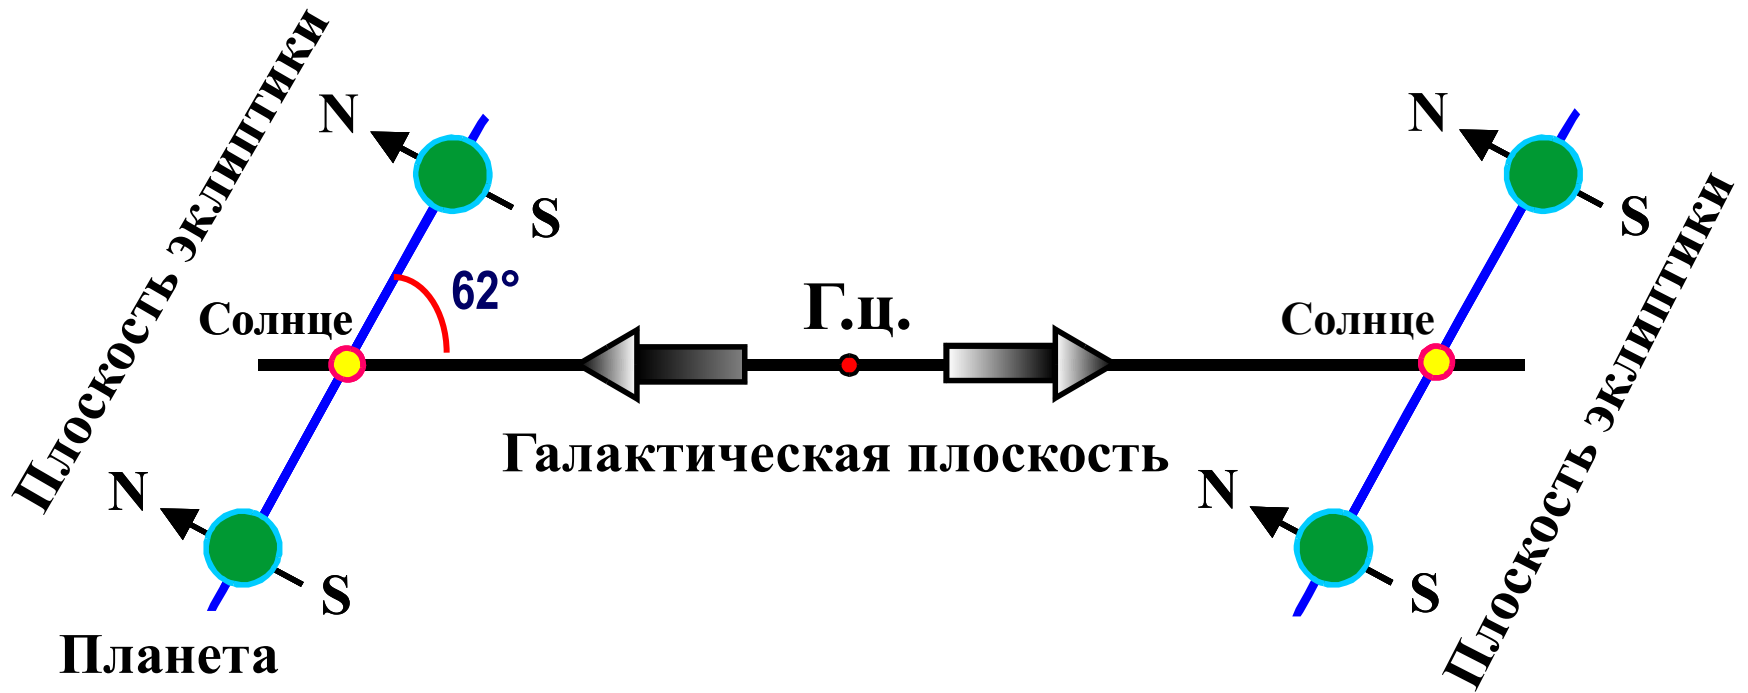 Плоскость эклиптики
N
S
62°
Солнце
N
S
Планета
Г.ц.
Галактическая плоскость
N
S
Солнце
N
S
Плоскость эклиптики